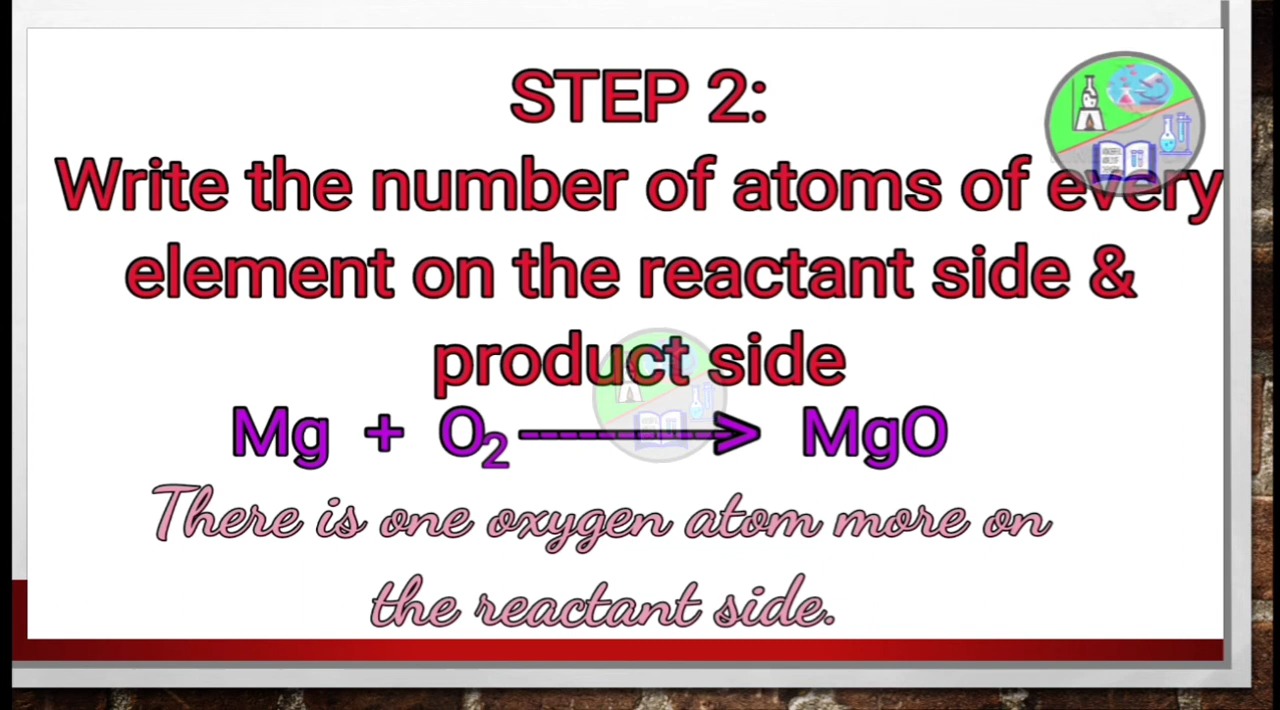 STEP 2:
Write the number of atoms of every
element on the reactant side &
product side
Mg + O₂ ----------> MgO
There is one oxygen atom more on
the reactant side.